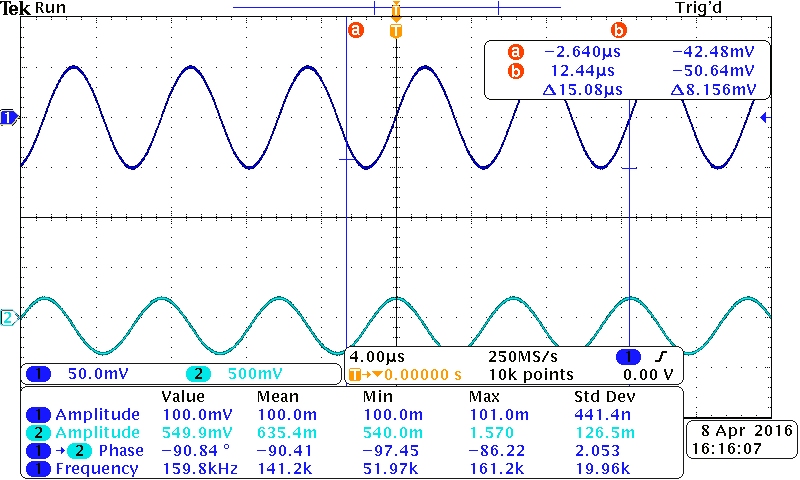 Tek Run Trig'd
T
a b
T
a −2.640µs −42.48mV
b 12.44µs −50.64mV
Δ15.08µs Δ8.156mV
1
2
1 50.0mV 2 500mV
4.00µs 250MS/s 1
T→▼0.00000 s 10k points 0.00 V
Value Mean Min Max Std Dev
1 Amplitude 100.0mV 100.0m 100.0m 101.0m 441.4n
2 Amplitude 549.9mV 635.4m 540.0m 1.570 126.5m
1 → 2 Phase −90.84 ° −90.41 −97.45 −86.22 2.053
1 Frequency 159.8kHz 141.2k 51.97k 161.2k 19.96k
8 Apr 2016
16:16:07